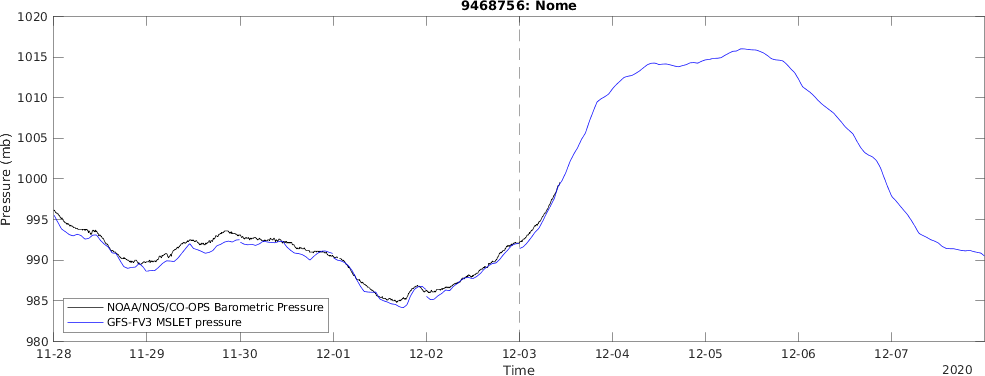 9468756: Nome
1020
1015
1010
1005
1000
995
990
985
980
Pressure (mb)
NOAA/NOS/CO-OPS Barometric Pressure
GFS-FV3 MSLET pressure
11-28 11-29 11-30 12-01 12-02 12-03 12-04 12-05 12-06 12-07
Time
2020